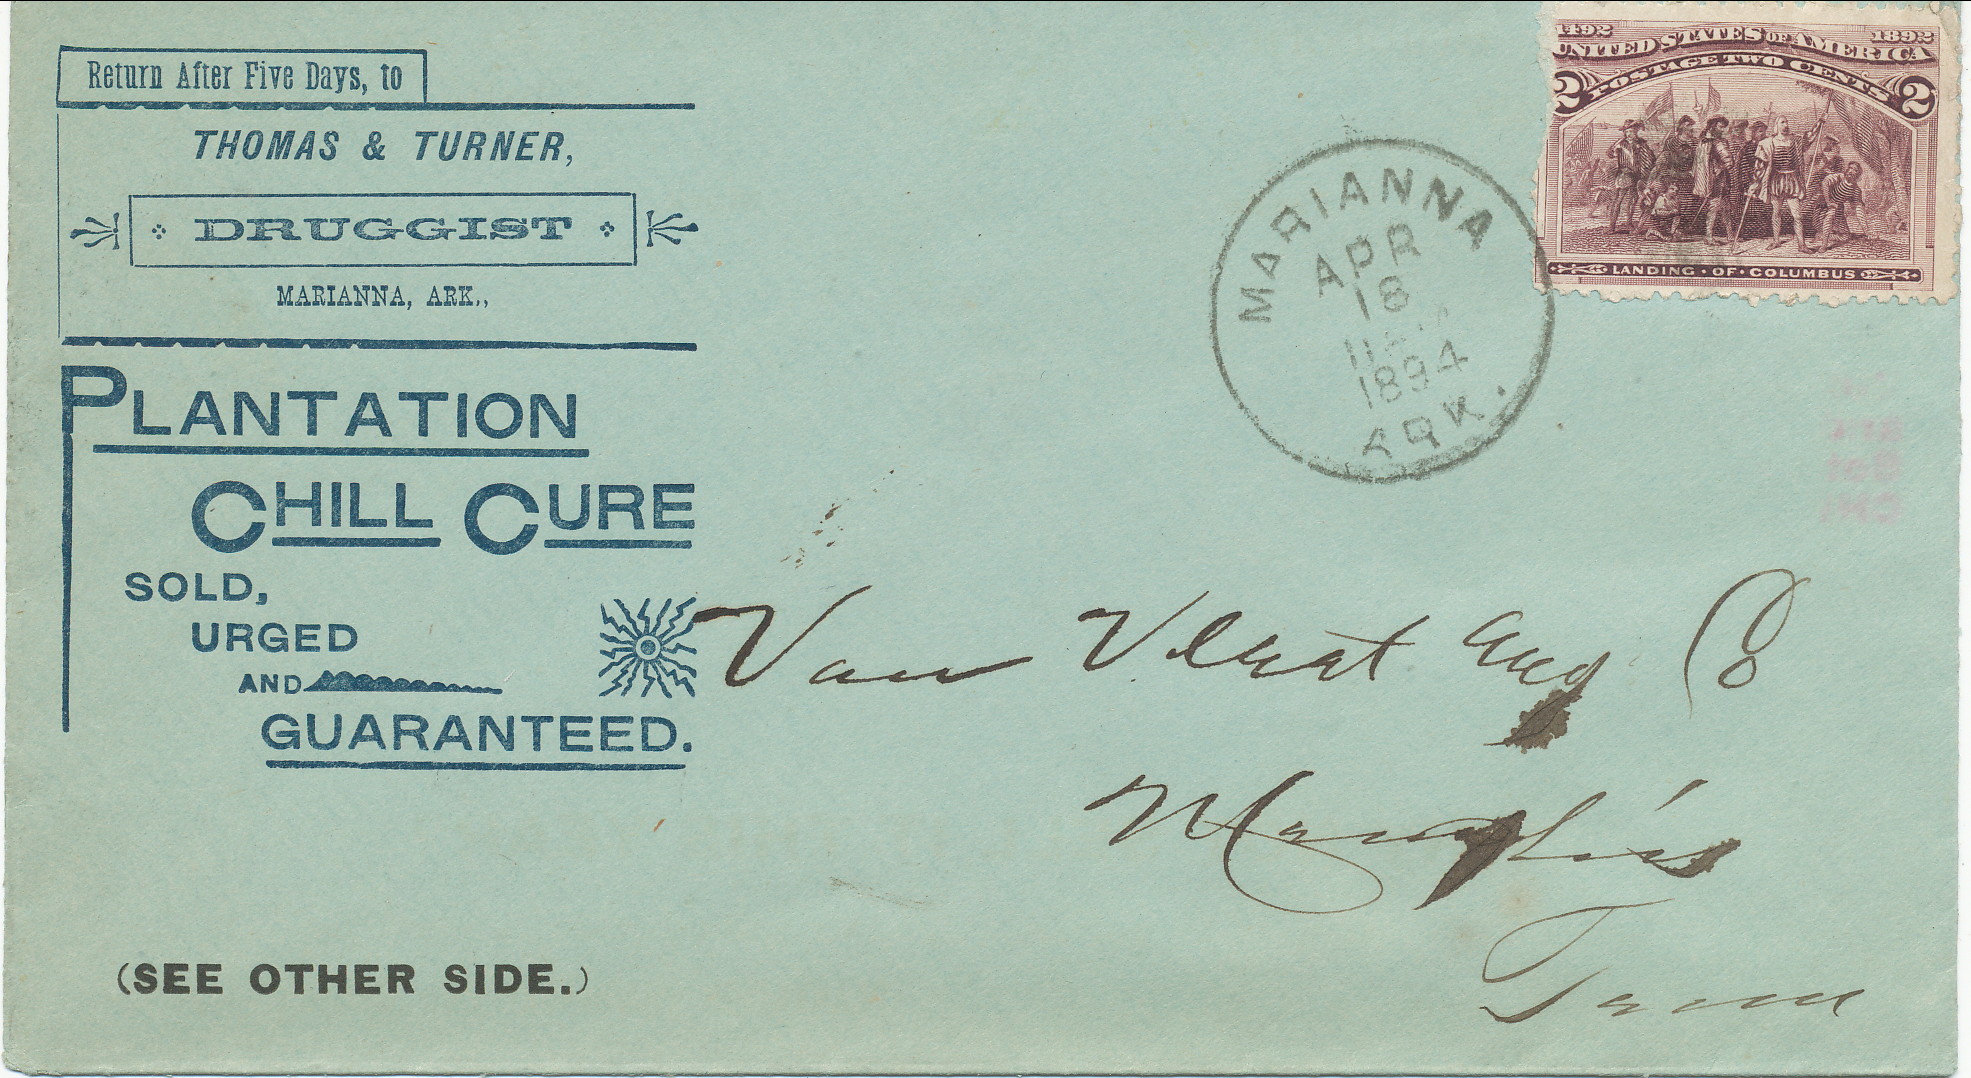 Return After Five Days, to
THOMAS & TURNER,
DRUGGIST
MARIANNA, ARK.,
PLANTATION
CHILL CURE
SOLD,
URGED
AND
GUARANTEED.
(SEE OTHER SIDE.)
MARIANNA
APR
18
1894
ARK.
1492 1892
UNITED STATES OF AMERICA
POSTAGE TWO CENTS
2 2
LANDING · OF · COLUMBUS
Van Vleet Co
Memphis
Tenn